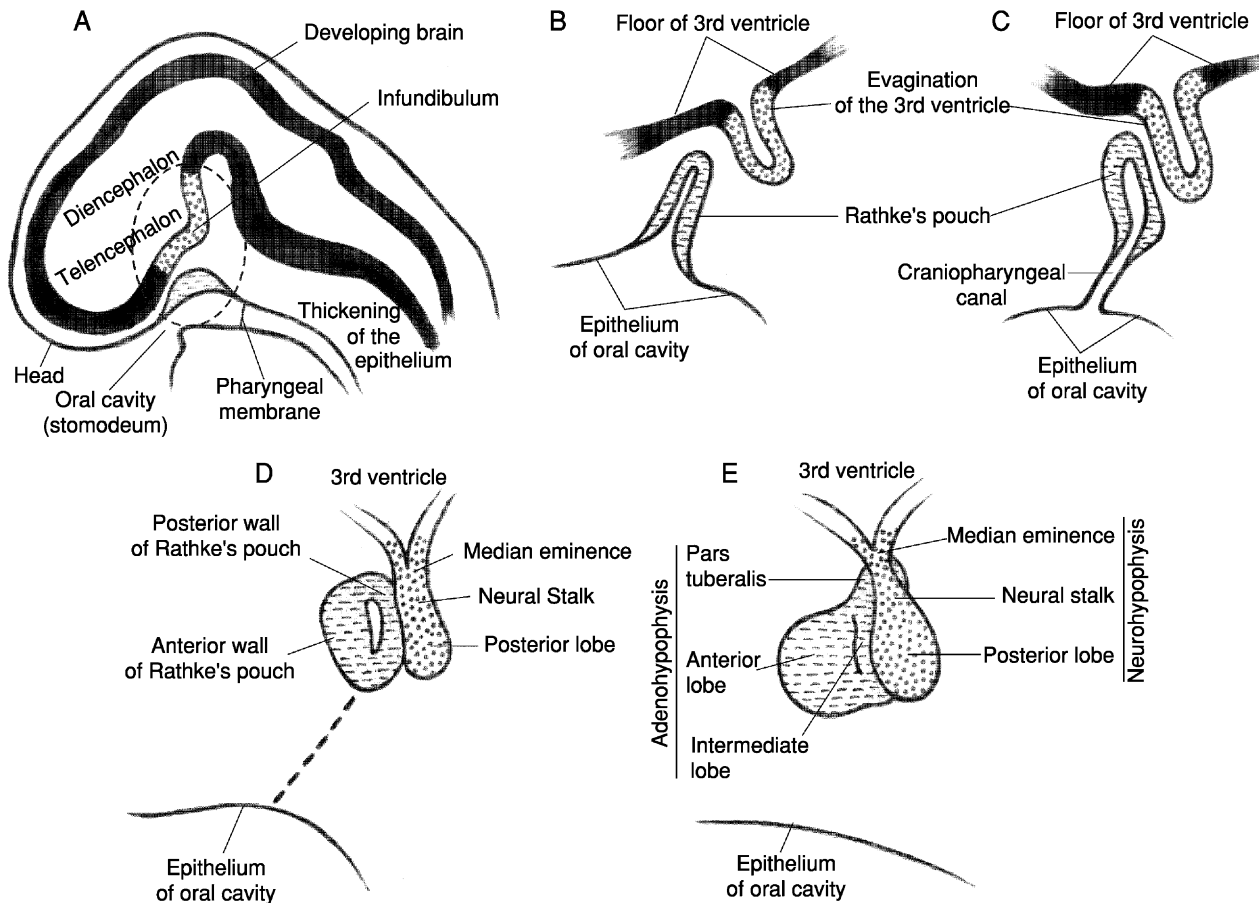 A
Developing brain
Infundibulum
Diencephalon
Telencephalon
Thickening
of the
epithelium
Head
Oral cavity
(stomodeum)
Pharyngeal
membrane
B
Floor of 3rd ventricle
Evagination
of the 3rd ventricle
Rathke's pouch
Epithelium
of oral cavity
C
Floor of 3rd ventricle
Craniopharyngeal
canal
Epithelium
of oral cavity
D
3rd ventricle
Posterior wall
of Rathke's pouch
Median eminence
Neural Stalk
Anterior wall
of Rathke's pouch
Posterior lobe
Epithelium
of oral cavity
E
3rd ventricle
Adenohypophysis
Pars
tuberalis
Anterior
lobe
Intermediate
lobe
Median eminence
Neural stalk
Posterior lobe
Neurohypophysis
Epithelium
of oral cavity